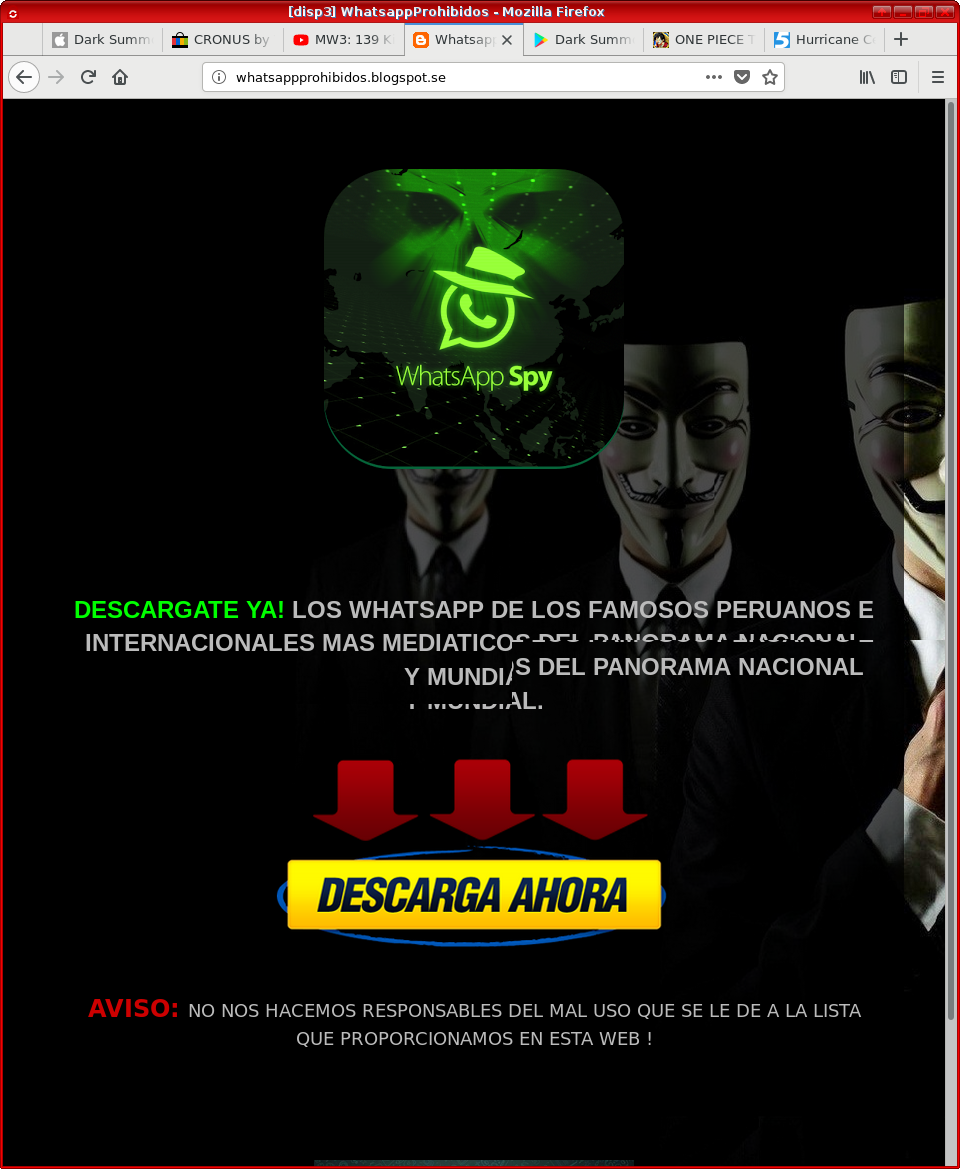 [disp3] WhatsappProhibidos - Mozilla Firefox
Dark Summ
CRONUS by
MW3: 139 K
Whatsapp
Dark Summ
ONE PIECE T
Hurricane C
whatsappprohibidos.blogspot.se
WhatsApp Spy
DESCARGATE YA! LOS WHATSAPP DE LOS FAMOSOS PERUANOS E
INTERNACIONALES MAS MEDIATICOS DEL PANORAMA NACIONAL
Y MUNDIAL.
DESCARGA AHORA
AVISO: NO NOS HACEMOS RESPONSABLES DEL MAL USO QUE SE LE DE A LA LISTA
QUE PROPORCIONAMOS EN ESTA WEB !